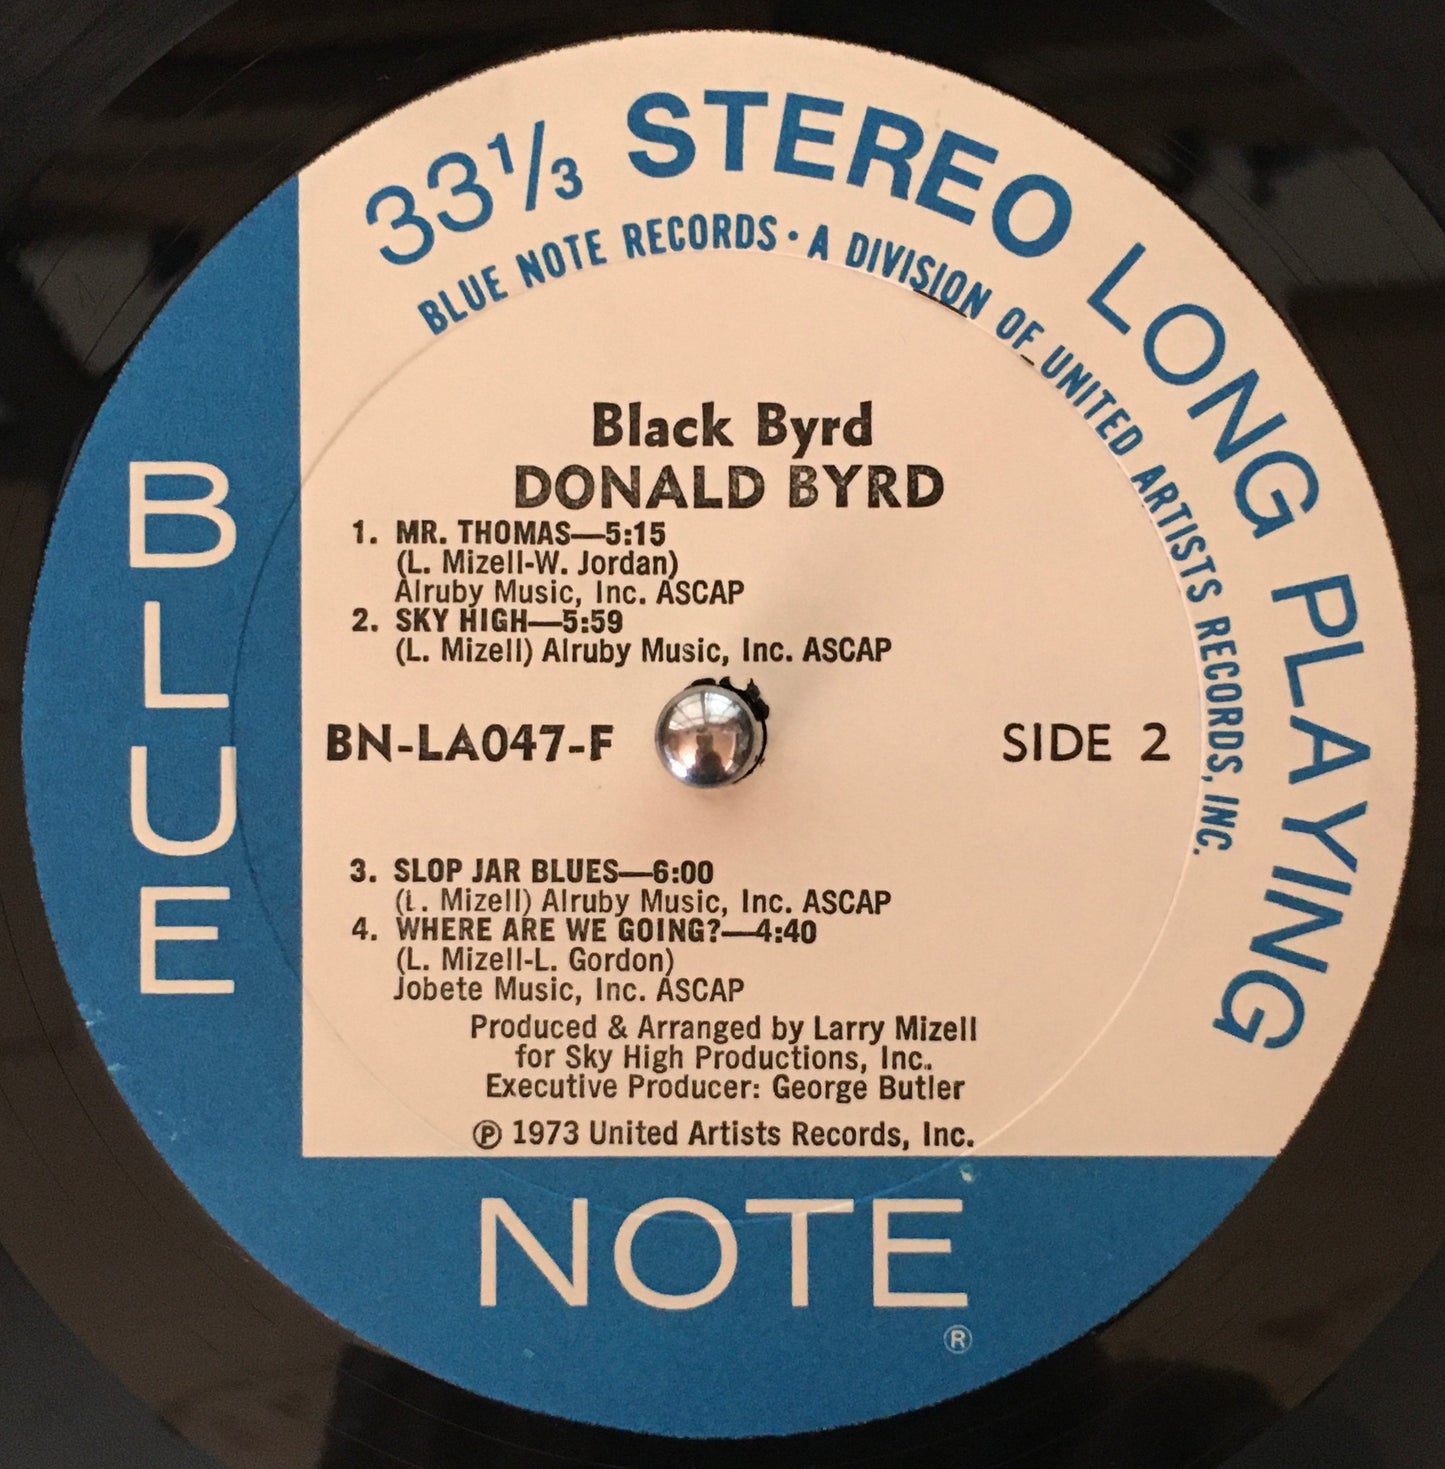 33⅓ STEREO LONG PLAYING
BLUE NOTE RECORDS · A DIVISION OF UNITED ARTISTS RECORDS, INC.
Black Byrd
DONALD BYRD
1. MR. THOMAS—5:15
(L. Mizell-W. Jordan)
Alruby Music, Inc. ASCAP
2. SKY HIGH—5:59
(L. Mizell) Alruby Music, Inc. ASCAP
BN-LA047-F
SIDE 2
3. SLOP JAR BLUES—6:00
(L. Mizell) Alruby Music, Inc. ASCAP
4. WHERE ARE WE GOING?—4:40
(L. Mizell-L. Gordon)
Jobete Music, Inc. ASCAP
Produced & Arranged by Larry Mizell
for Sky High Productions, Inc.
Executive Producer: George Butler
℗ 1973 United Artists Records, Inc.
BLUE
NOTE
®